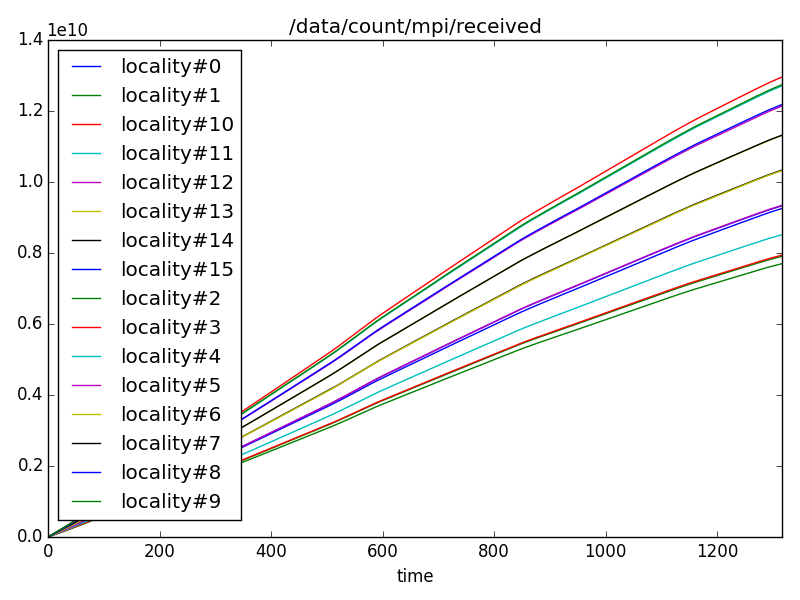 /data/count/mpi/received
1e10
1.4
1.2
1.0
0.8
0.6
0.4
0.2
0.0
locality#0
locality#1
locality#10
locality#11
locality#12
locality#13
locality#14
locality#15
locality#2
locality#3
locality#4
locality#5
locality#6
locality#7
locality#8
locality#9
0 200 400 600 800 1000 1200
time